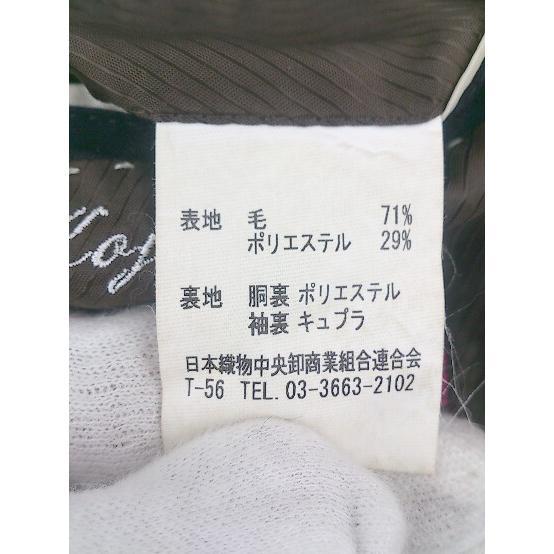 表地 毛 71%
ポリエステル 29%
裏地 胴裏 ポリエステル
袖裏 キュプラ
日本織物中央卸商業組合連合会
T-56 TEL. 03-3663-2102